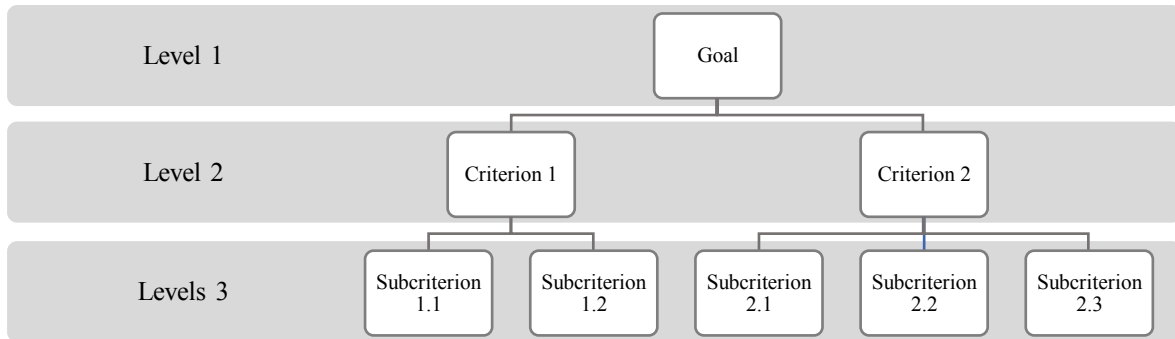 Level 1
Goal
Level 2
Criterion 1
Criterion 2
Levels 3
Subcriterion
1.1
Subcriterion
1.2
Subcriterion
2.1
Subcriterion
2.2
Subcriterion
2.3